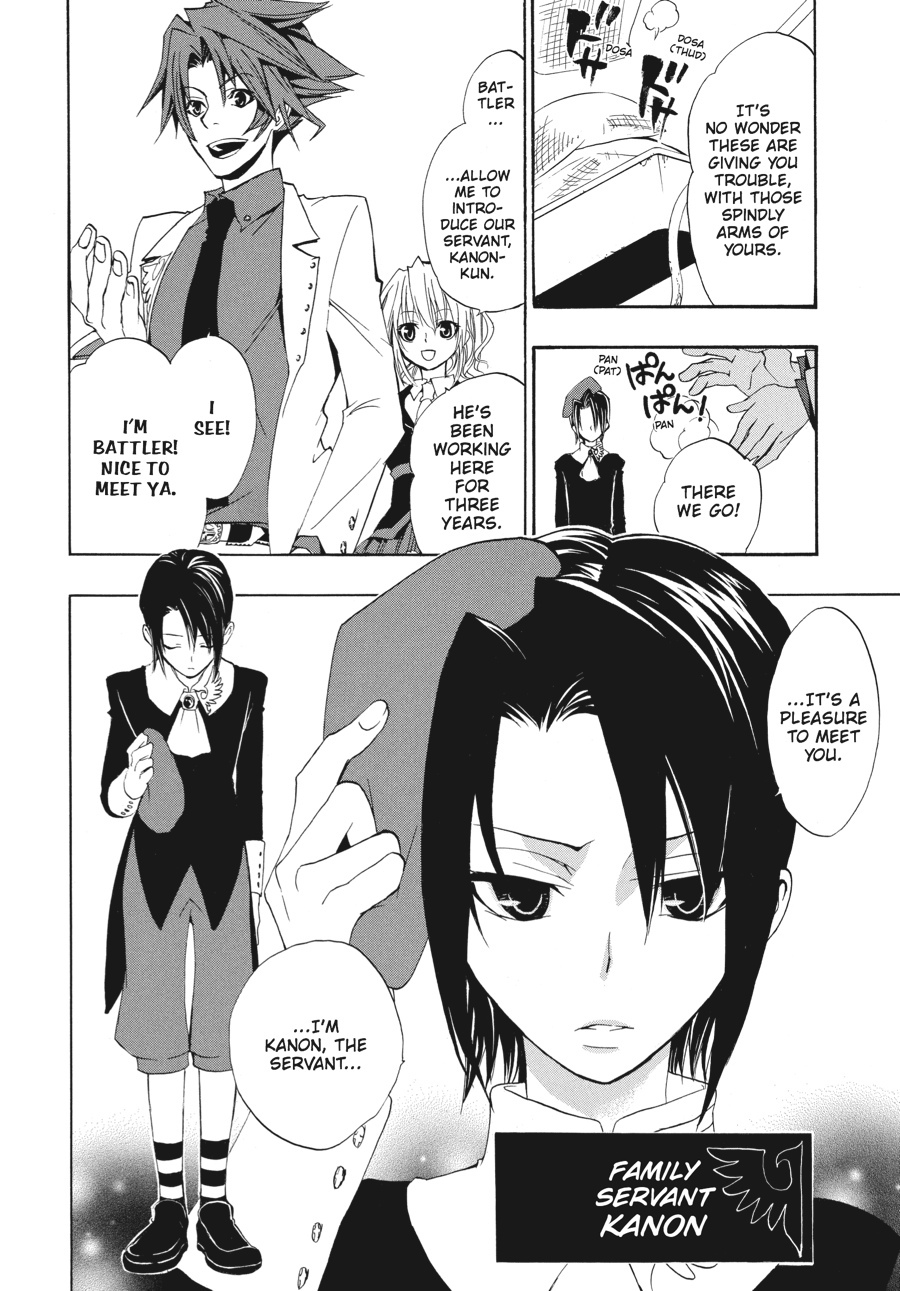 ドサ
DOSA
(THUD)
ドサ
DOSA
IT'S
NO WONDER
THESE ARE
GIVING YOU
TROUBLE,
WITH THOSE
SPINDLY
ARMS OF
YOURS.
PAN
(PAT)
ぱん
ぱん!
PAN
THERE
WE GO!
BAT-
TLER
...
...ALLOW
ME TO
INTRO-
DUCE OUR
SERVANT,
KANON-
KUN.
HE'S
BEEN
WORKING
HERE
FOR
THREE
YEARS.
I
SEE!
I'M
BATTLER!
NICE TO
MEET YA.
...IT'S A
PLEASURE
TO MEET
YOU.
...I'M
KANON, THE
SERVANT...
FAMILY
SERVANT
KANON